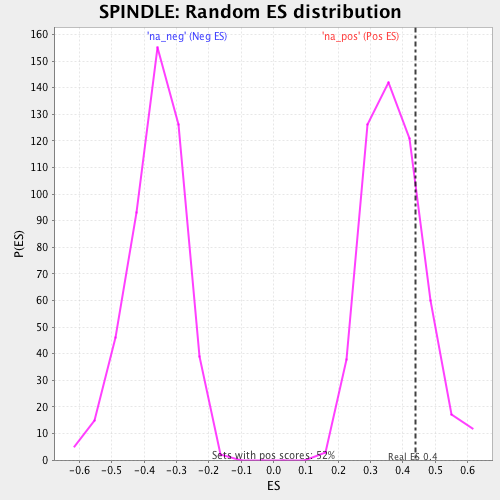 SPINDLE: Random ES distribution
'na_neg' (Neg ES)
'na_pos' (Pos ES)
160
150
140
130
120
110
100
90
80
70
60
50
40
30
20
10
0
P(ES)
Sets with pos scores: 52%
Real ES 0.4
-0.6 -0.5 -0.4 -0.3 -0.2 -0.1 0.0 0.1 0.2 0.3 0.4 0.5 0.6
ES